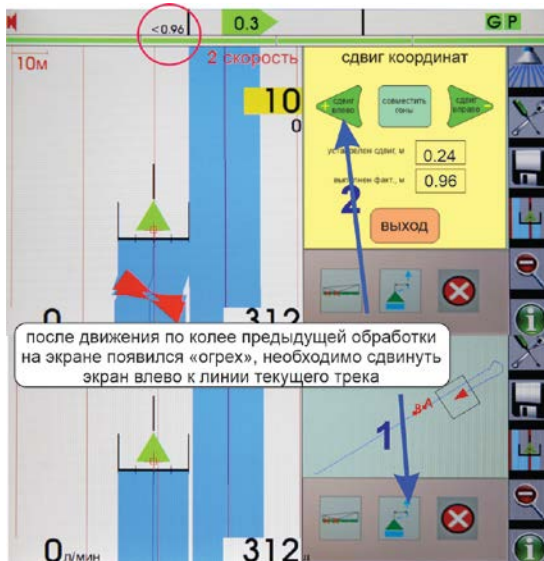 <0.96
0.3
G P
10м
2 скорость
10
0
сдвиг координат
+ сдвиг влево
совместить гоны
сдвиг вправо -
установлен сдвиг, м 0.24
выполнен факт., м 0.96
2
выход
0
312
после движения по колее предыдущей обработки
на экране появился «огрех», необходимо сдвинуть
экран влево к линии текущего трека
В А
1
0 л/мин
312 л